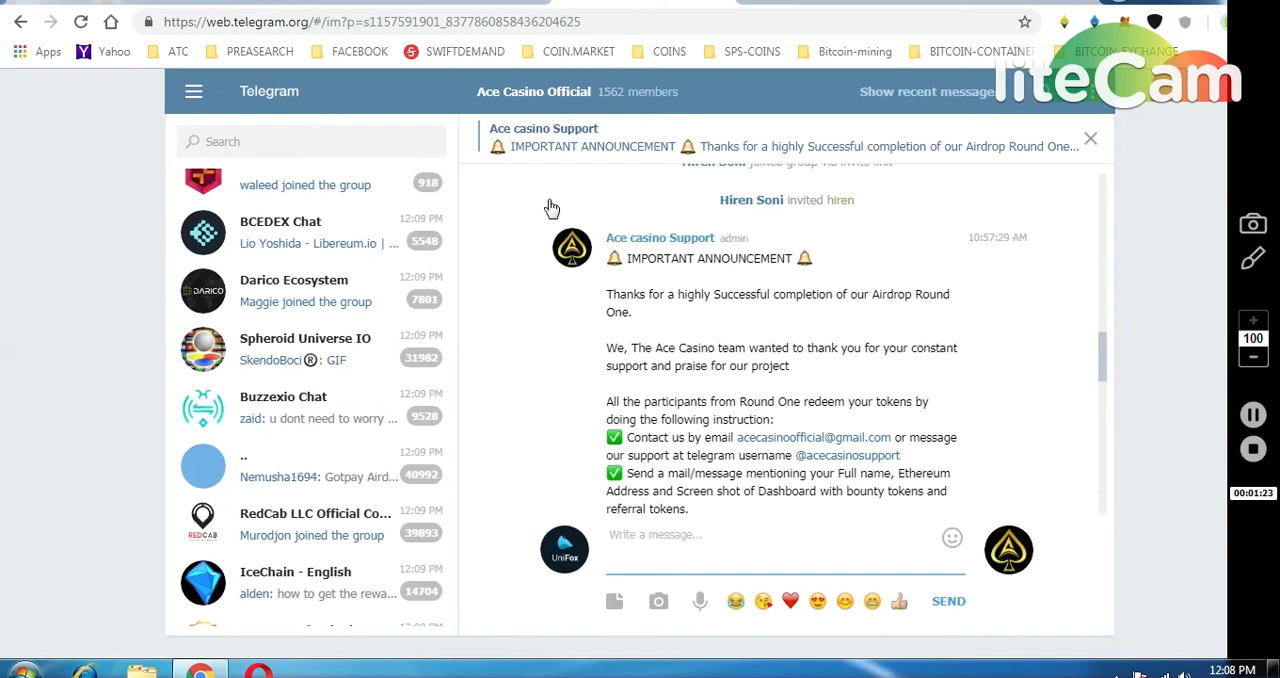 https://web.telegram.org/#/im?p=s1157591901_8377860858436204625
Apps Yahoo ATC PREASEARCH FACEBOOK SWIFTDEMAND COIN.MARKET COINS SPS-COINS Bitcoin-mining BITCOIN-CONTAINE BITCOIN-EXCHANGE
liteCam
Telegram
Ace Casino Official 1562 members
Show recent messages
Search
Ace casino Support
🔔 IMPORTANT ANNOUNCEMENT 🔔 Thanks for a highly Successful completion of our Airdrop Round One...
Hiren Soni joined group via invite link
Hiren Soni invited hiren
waleed joined the group 918
BCEDEX Chat 12:09 PM
Lio Yoshida - Libereum.io | ... 5548
Darico Ecosystem 12:09 PM
Maggie joined the group 7801
DARICO
Spheroid Universe IO 12:09 PM
SkendoBoci®: GIF 31982
Buzzexio Chat 12:09 PM
zaid: u dont need to worry ... 9528
.. 12:09 PM
Nemusha1694: Gotpay Aird... 40992
RedCab LLC Official Co... 12:09 PM
Murodjon joined the group 39893
REDCAB
IceChain - English 12:09 PM
alden: how to get the rewa... 14704
Ace casino Support admin 10:57:29 AM
🔔 IMPORTANT ANNOUNCEMENT 🔔
Thanks for a highly Successful completion of our Airdrop Round
One.
We, The Ace Casino team wanted to thank you for your constant
support and praise for our project
All the participants from Round One redeem your tokens by
doing the following instruction:
✅ Contact us by email acecasinoofficial@gmail.com or message
our support at telegram username @acecasinosupport
✅ Send a mail/message mentioning your Full name, Ethereum
Address and Screen shot of Dashboard with bounty tokens and
referral tokens.
UniFox
Write a message...
SEND
100
00:01:23
12:08 PM